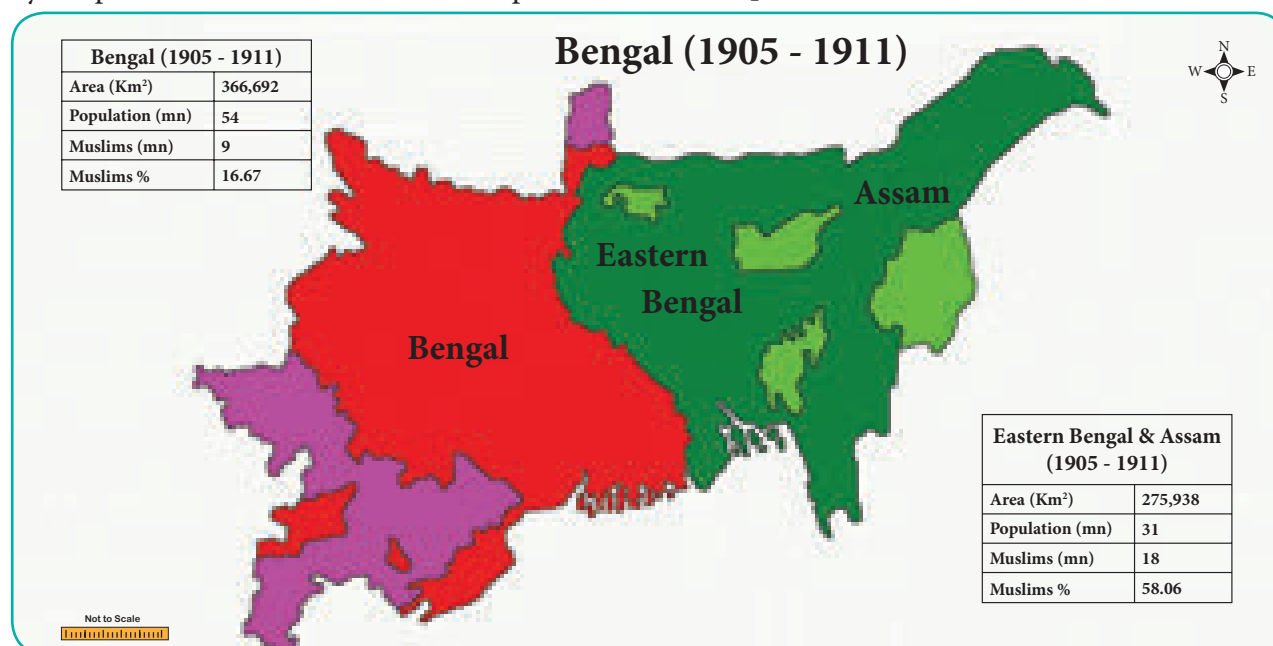 Bengal (1905 - 1911)
Bengal (1905 - 1911)
Area (Km²) 366,692
Population (mn) 54
Muslims (mn) 9
Muslims % 16.67
N
W E
S
Assam
Eastern
Bengal
Bengal
Eastern Bengal & Assam
(1905 - 1911)
Area (Km²) 275,938
Population (mn) 31
Muslims (mn) 18
Muslims % 58.06
Not to Scale